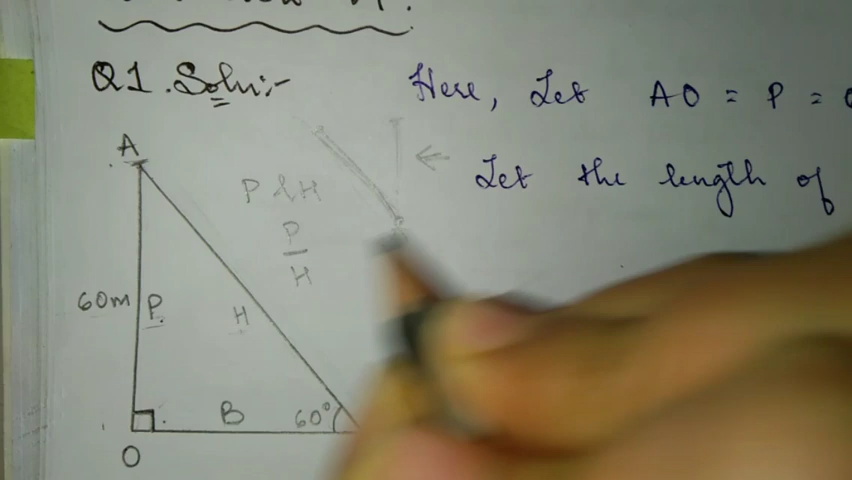 Q1. Soln:-
Here, Let AO = P =
Let the length of
A
P & H
P
H
60m P.
H
B 60°
O